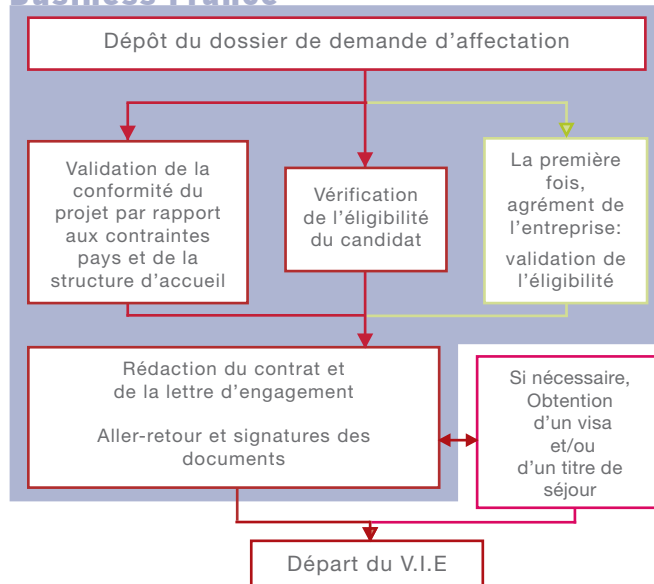 Business France
Dépôt du dossier de demande d'affectation
Validation de la
conformité du
projet par rapport
aux contraintes
pays et de la
structure d'accueil
Vérification
de l'éligibilité
du candidat
La première
fois,
agrément de
l'entreprise:
validation de
l'éligibilité
Rédaction du contrat et
de la lettre d'engagement
Aller-retour et signatures des
documents
Si nécessaire,
Obtention
d'un visa
et/ou
d'un titre de
séjour
Départ du V.I.E